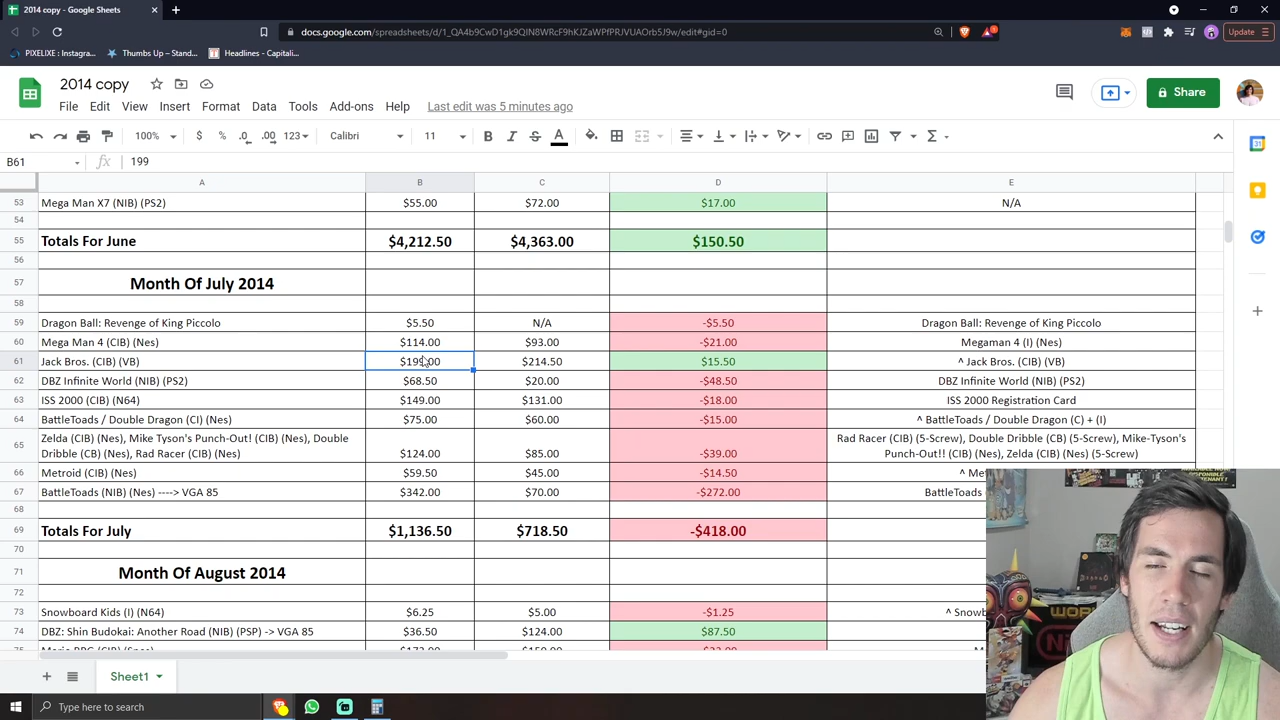 2014 copy - Google Sheets
docs.google.com/spreadsheets/d/1_QA4b9CwD1gk9QIN8WRcF9hKJZaWPfPRJVUAOrb5J9w/edit#gid=0
Update
PIXELIXE: Instagra...
Thumbs Up – Stand...
Headlines - Capitali...
2014 copy
File Edit View Insert Format Data Tools Add-ons Help Last edit was 5 minutes ago
Share
100% $ % .0 .00 123 Calibri 11 B I S A
B61 fx 199
A B C D E
53 Mega Man X7 (NIB) (PS2) $55.00 $72.00 $17.00 N/A
54
55 Totals For June $4,212.50 $4,363.00 $150.50
56
57 Month Of July 2014
58
59 Dragon Ball: Revenge of King Piccolo $5.50 N/A -$5.50 Dragon Ball: Revenge of King Piccolo
60 Mega Man 4 (CIB) (Nes) $114.00 $93.00 -$21.00 Megaman 4 (I) (Nes)
61 Jack Bros. (CIB) (VB) $199.00 $214.50 $15.50 ^ Jack Bros. (CIB) (VB)
62 DBZ Infinite World (NIB) (PS2) $68.50 $20.00 -$48.50 DBZ Infinite World (NIB) (PS2)
63 ISS 2000 (CIB) (N64) $149.00 $131.00 -$18.00 ISS 2000 Registration Card
64 BattleToads / Double Dragon (CI) (Nes) $75.00 $60.00 -$15.00 ^ BattleToads / Double Dragon (C) + (I)
65 Zelda (CIB) (Nes), Mike Tyson's Punch-Out! (CIB) (Nes), Double Rad Racer (CIB) (5-Screw), Double Dribble (CB) (5-Screw), Mike-Tyson's
Dribble (CB) (Nes), Rad Racer (CIB) (Nes) $124.00 $85.00 -$39.00 Punch-Out!! (CIB) (Nes), Zelda (CIB) (Nes) (5-Screw)
66 Metroid (CIB) (Nes) $59.50 $45.00 -$14.50 ^
67 BattleToads (NIB) (Nes) ----> VGA 85 $342.00 $70.00 -$272.00 BattleToads
68
69 Totals For July $1,136.50 $718.50 -$418.00
70
71 Month Of August 2014
72
73 Snowboard Kids (I) (N64) $6.25 $5.00 -$1.25 ^
74 DBZ: Shin Budokai: Another Road (NIB) (PSP) -> VGA 85 $36.50 $124.00 $87.50
Sheet1
Type here to search